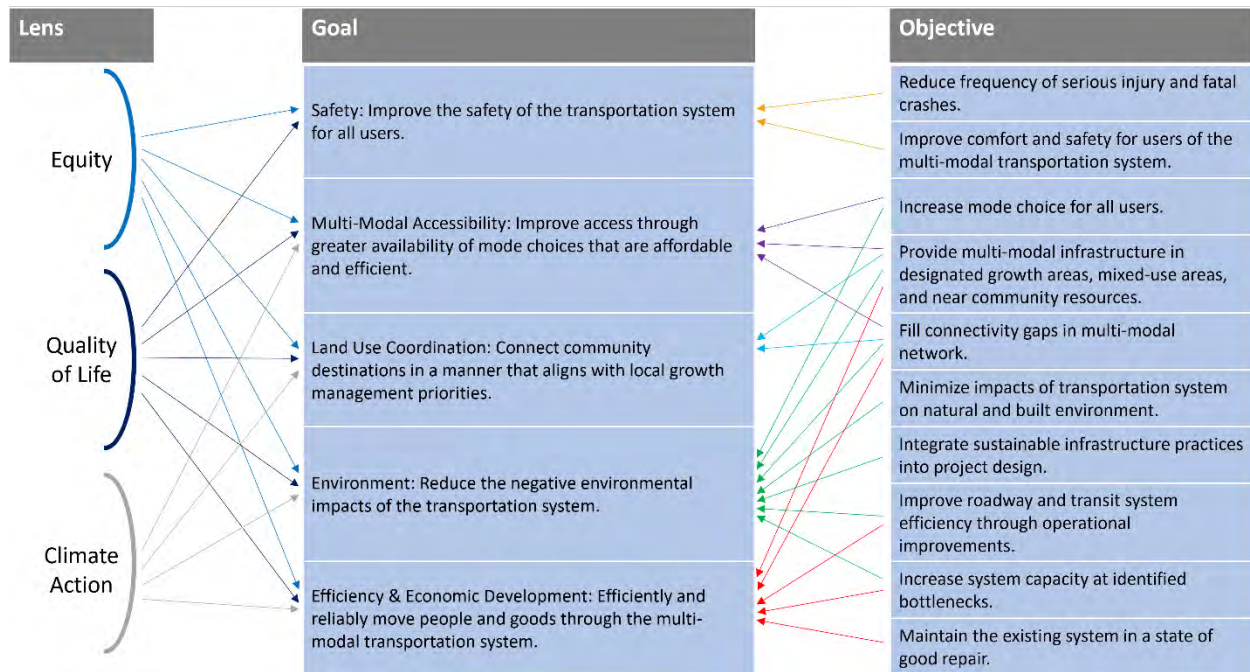 Lens
Goal
Objective
Equity
Quality
of Life
Climate
Action
Safety: Improve the safety of the transportation system
for all users.
Multi-Modal Accessibility: Improve access through
greater availability of mode choices that are affordable
and efficient.
Land Use Coordination: Connect community
destinations in a manner that aligns with local growth
management priorities.
Environment: Reduce the negative environmental
impacts of the transportation system.
Efficiency & Economic Development: Efficiently and
reliably move people and goods through the multi-
modal transportation system.
Reduce frequency of serious injury and fatal
crashes.
Improve comfort and safety for users of the
multi-modal transportation system.
Increase mode choice for all users.
Provide multi-modal infrastructure in
designated growth areas, mixed-use areas,
and near community resources.
Fill connectivity gaps in multi-modal
network.
Minimize impacts of transportation system
on natural and built environment.
Integrate sustainable infrastructure practices
into project design.
Improve roadway and transit system
efficiency through operational
improvements.
Increase system capacity at identified
bottlenecks.
Maintain the existing system in a state of
good repair.